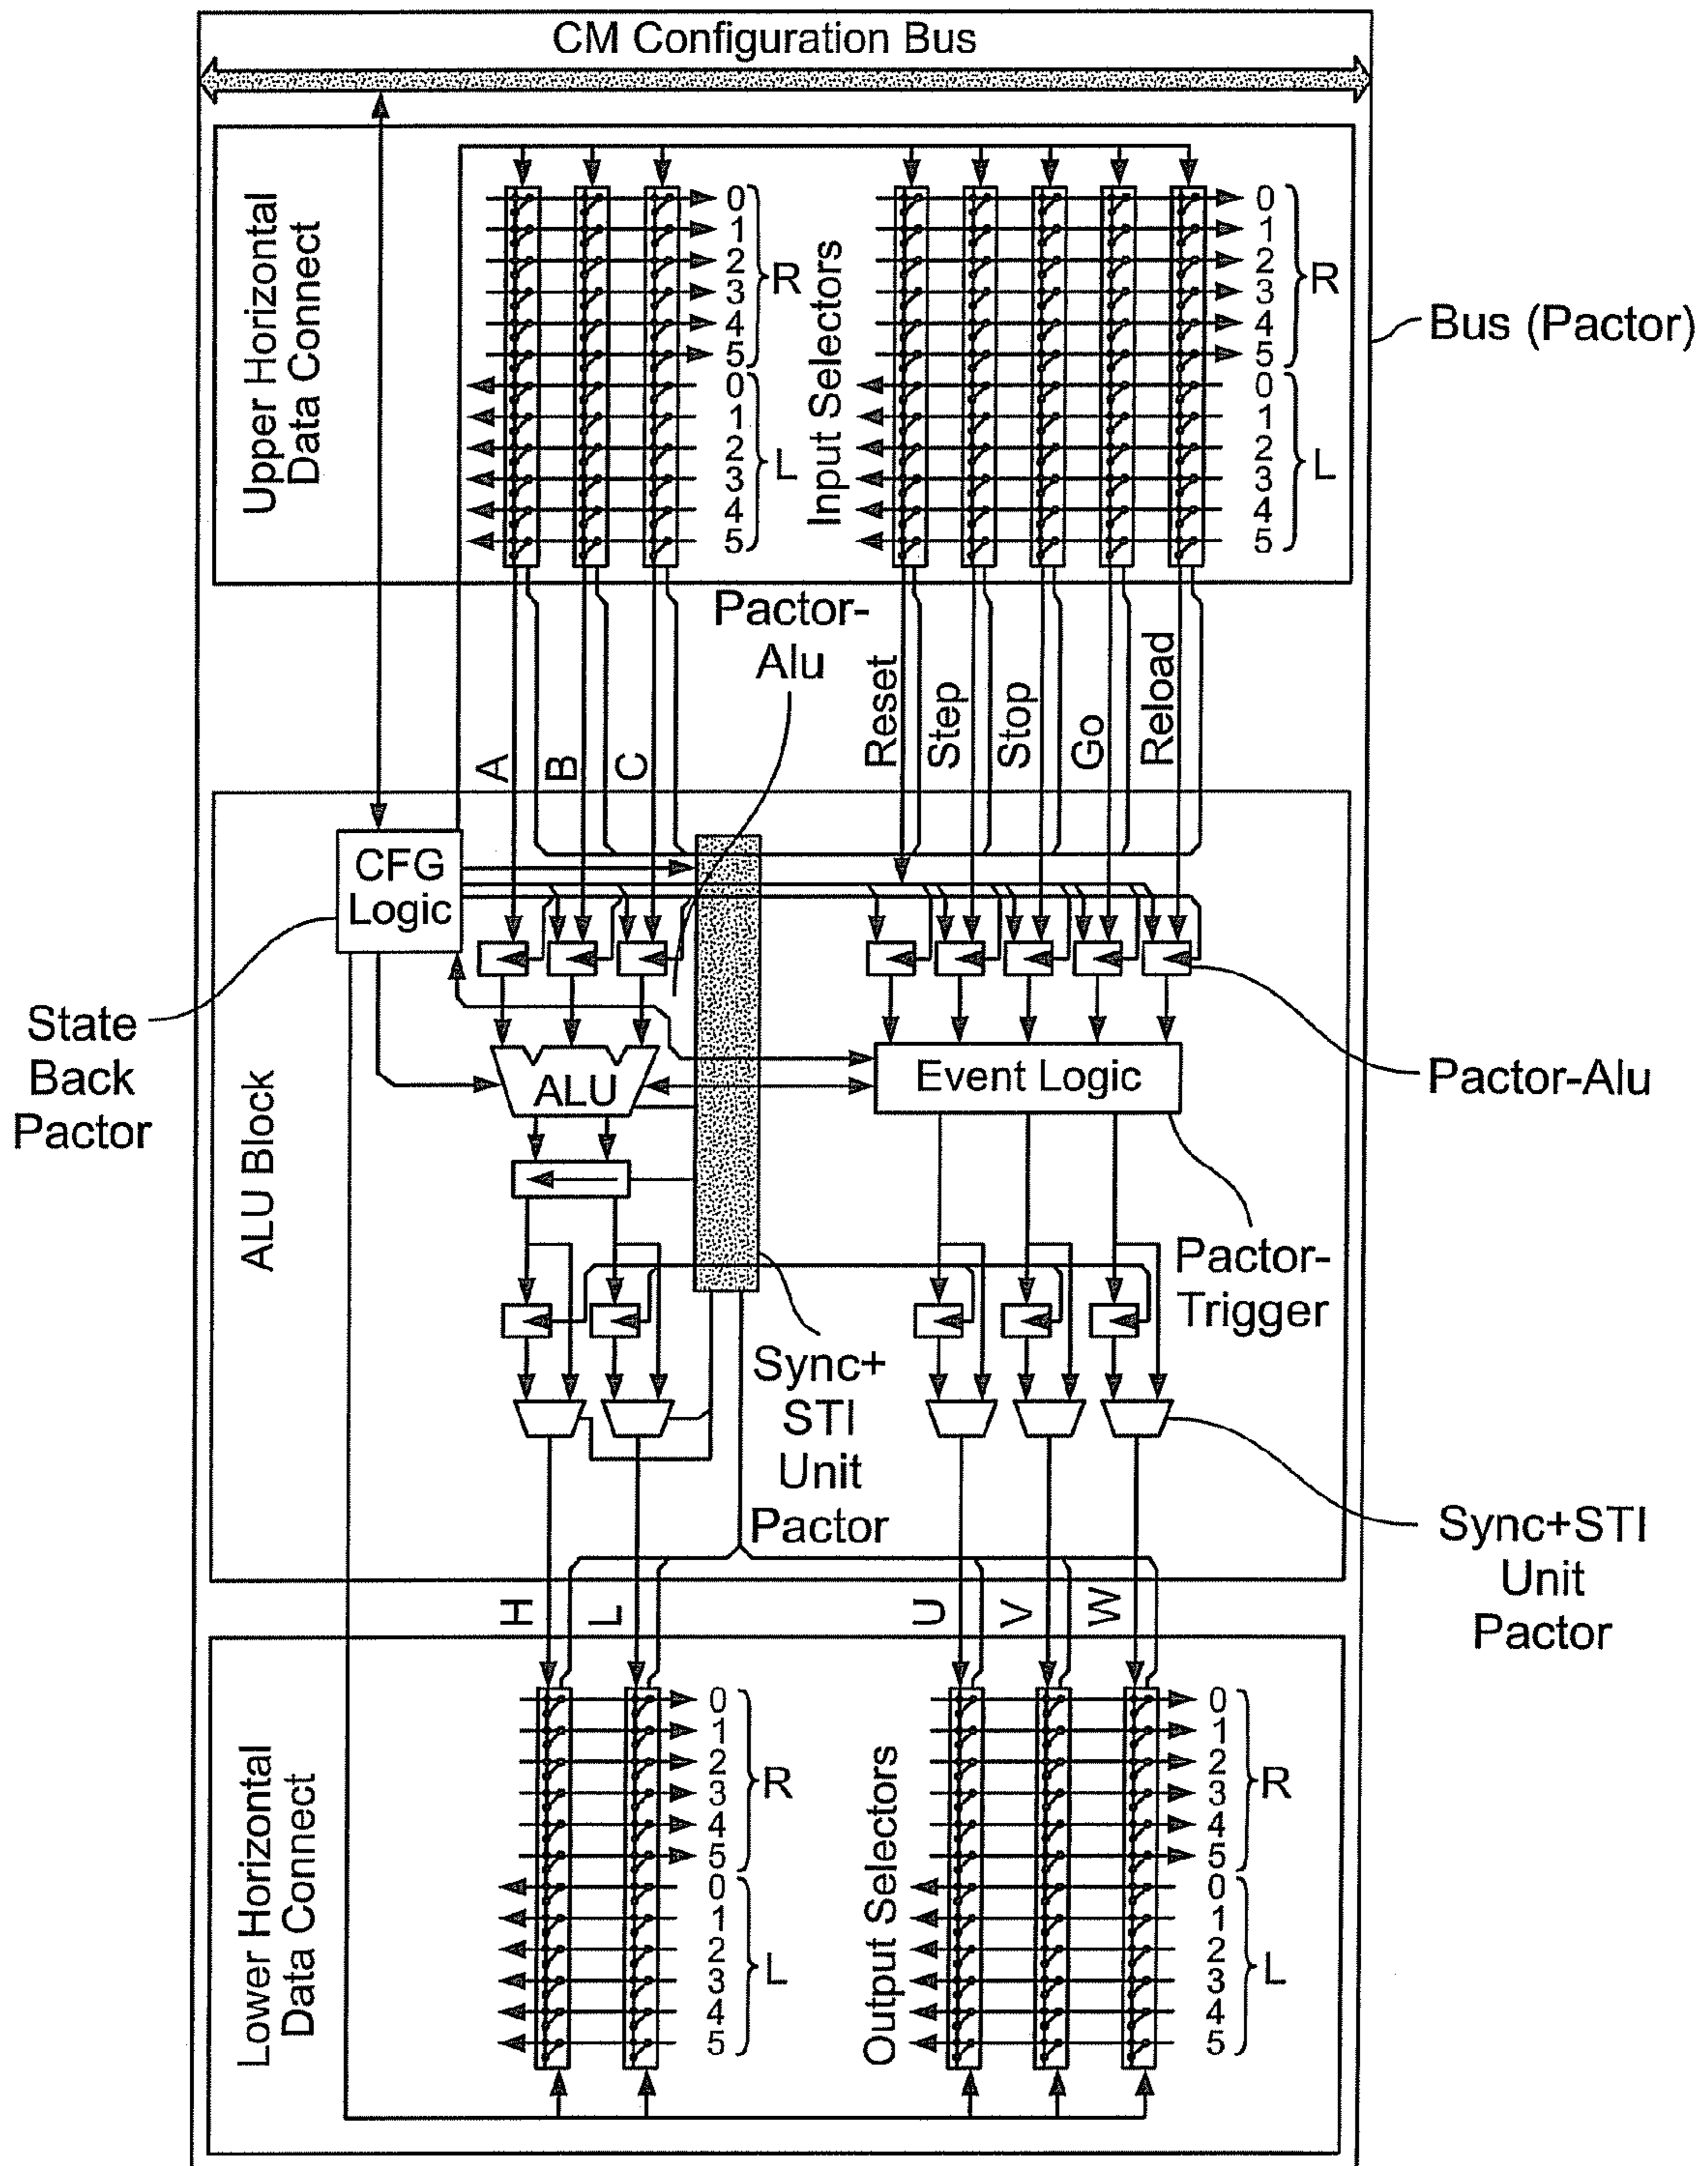 CM Configuration Bus
Upper Horizontal
Data Connect
0
1
2
3
4
5
R
0
1
2
3
4
5
L
Input Selectors
0
1
2
3
4
5
R
0
1
2
3
4
5
L
Bus (Pactor)
Pactor-
Alu
A
B
C
Reset
Step
Stop
Go
Reload
CFG
Logic
State
Back
Pactor
ALU Block
ALU
Event Logic
Pactor-Alu
Pactor-
Trigger
Sync+
STI
Unit
Pactor
Sync+STI
Unit
Pactor
H
L
U
V
W
Lower Horizontal
Data Connect
0
1
2
3
4
5
R
0
1
2
3
4
5
L
Output Selectors
0
1
2
3
4
5
R
0
1
2
3
4
5
L